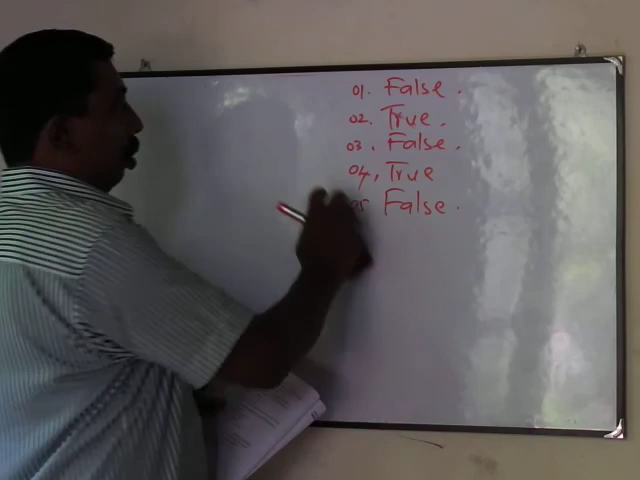 01. False.
02. True.
03. False.
04, True
05 False.